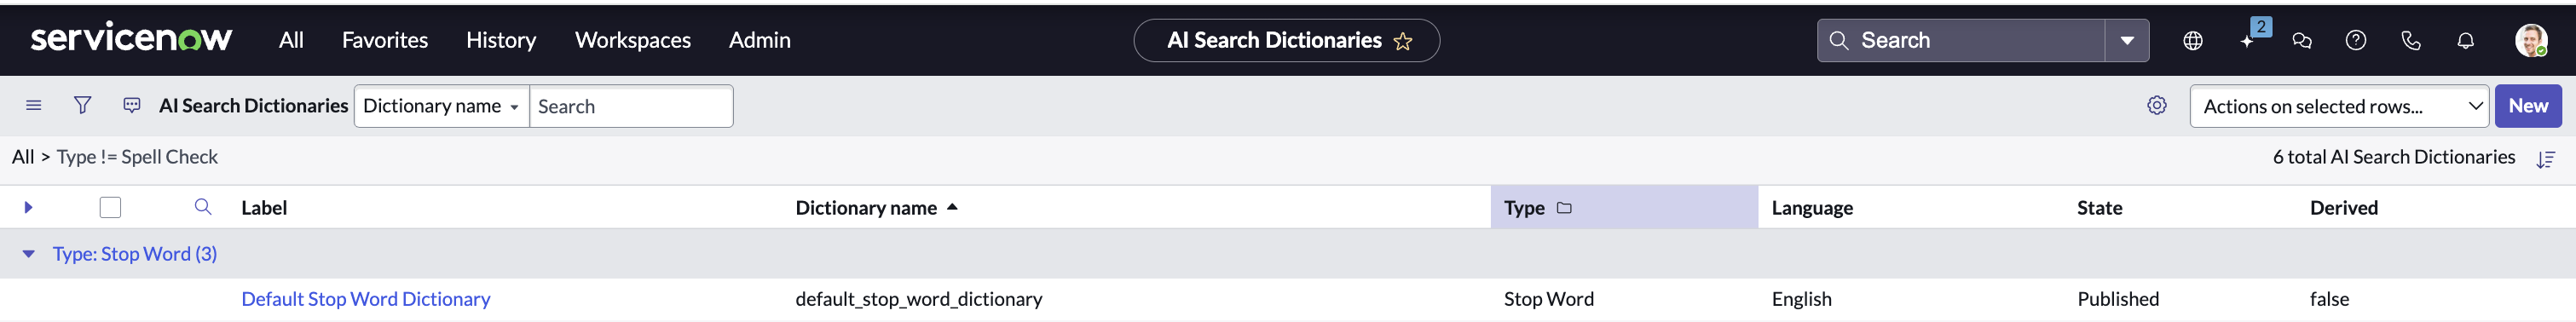 servicenow All Favorites History Workspaces Admin AI Search Dictionaries Search 2
AI Search Dictionaries Dictionary name Search Actions on selected rows... New
All > Type != Spell Check 6 total AI Search Dictionaries
Label Dictionary name Type Language State Derived
Type: Stop Word (3)
Default Stop Word Dictionary default_stop_word_dictionary Stop Word English Published false